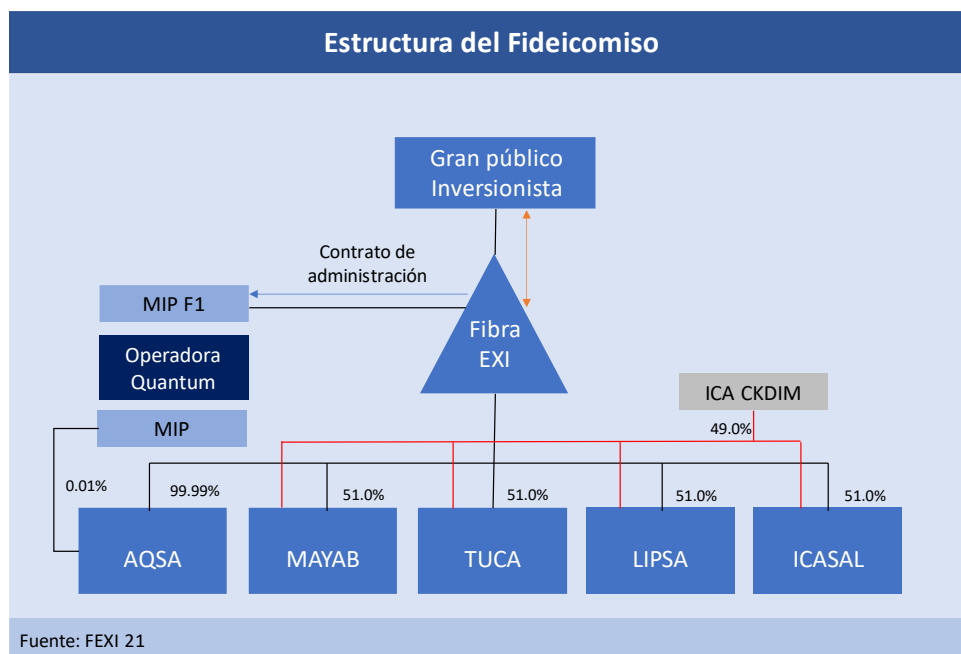 Estructura del Fideicomiso
Gran público
Inversionista
Contrato de
administración
MIP F1
Fibra
EXI
Operadora
Quantum
ICA CKDIM
MIP
49.0%
0.01%
99.99%
51.0%
51.0%
51.0%
51.0%
AQSA
MAYAB
TUCA
LIPSA
ICASAL
Fuente: FEXI 21